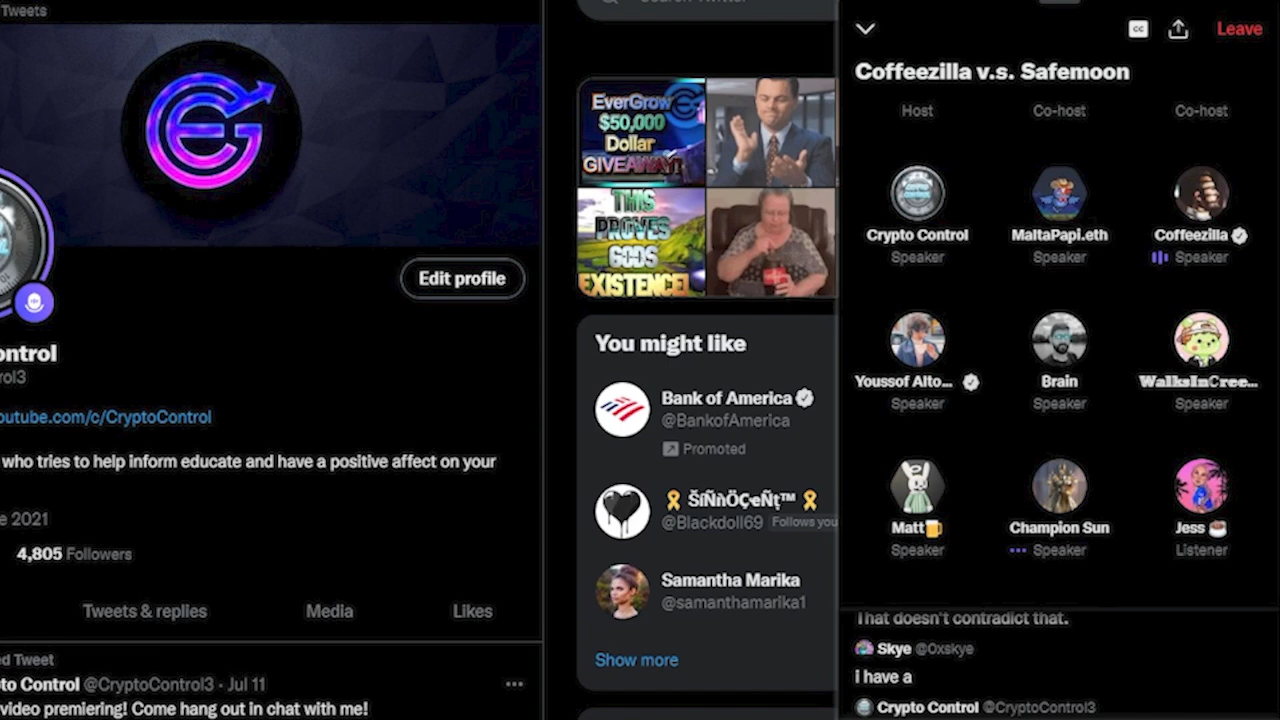 Tweets
Edit profile
ontrol
rol3
outube.com/c/CryptoControl
who tries to help inform educate and have a positive affect on your
e 2021
4,805 Followers
Tweets & replies
Media
Likes
ed Tweet
to Control @CryptoControl3 · Jul 11
video premiering! Come hang out in chat with me!
EverGrow
$50,000
Dollar
GIVEAWAY!
THIS
PROVES
GODS
EXISTENCE!
You might like
Bank of America
@BankofAmerica
Promoted
ŠíÑhÖÇeÑţ™
@Blackdoll69 Follows you
Samantha Marika
@samanthamarika1
Show more
CC
Leave
Coffeezilla v.s. Safemoon
Host
Co-host
Co-host
Crypto Control
Speaker
MaltaPapi.eth
Speaker
Coffeezilla
Speaker
Youssof Alto...
Speaker
Brain
Speaker
WalksInCree...
Speaker
Matt🍺
Speaker
Champion Sun
Speaker
Jess ☕
Listener
That doesn't contradict that.
Skye @0xskye
i have a
Crypto Control @CryptoControl3